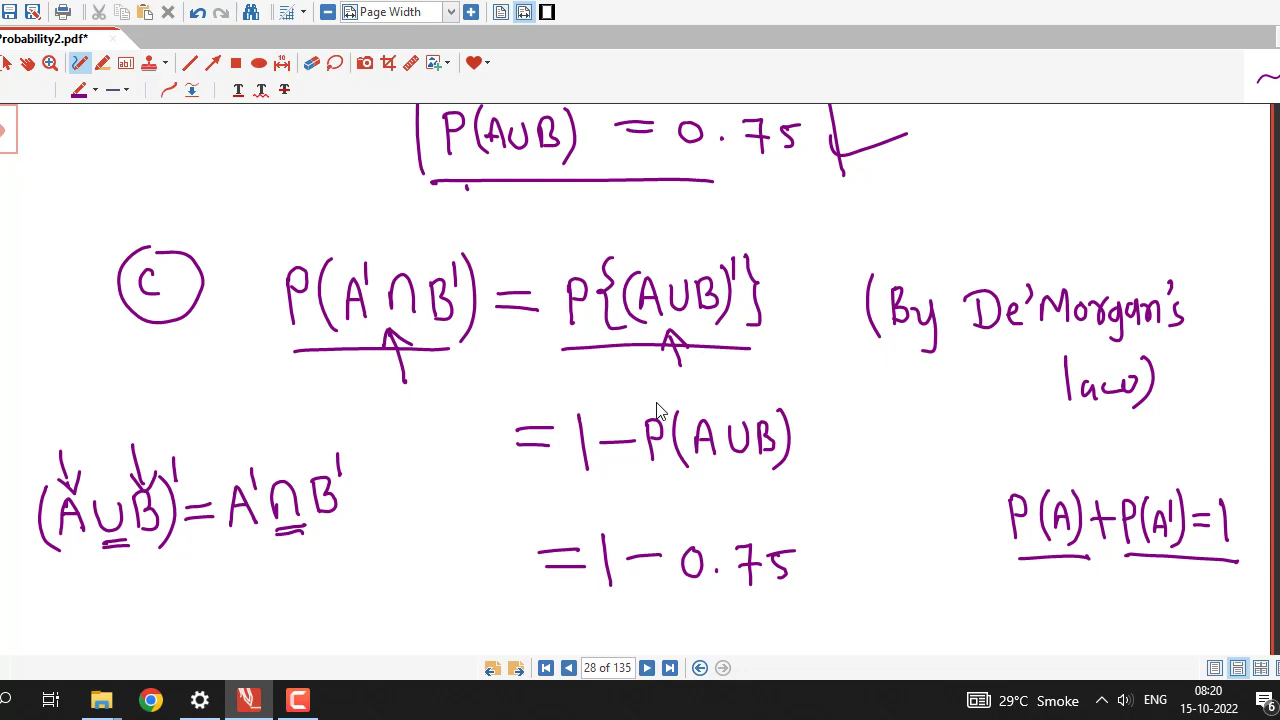 Page Width
Probability2.pdf*
P(A∪B) = 0.75
C P(A'∩B') = P{(A∪B)'} (By De'Morgan's
law)
= 1 - P(A∪B)
(A∪B)' = A'∩B'
P(A)+P(A')=1
= 1 - 0.75
28 of 135
29°C Smoke ENG 08:20
15-10-2022 6